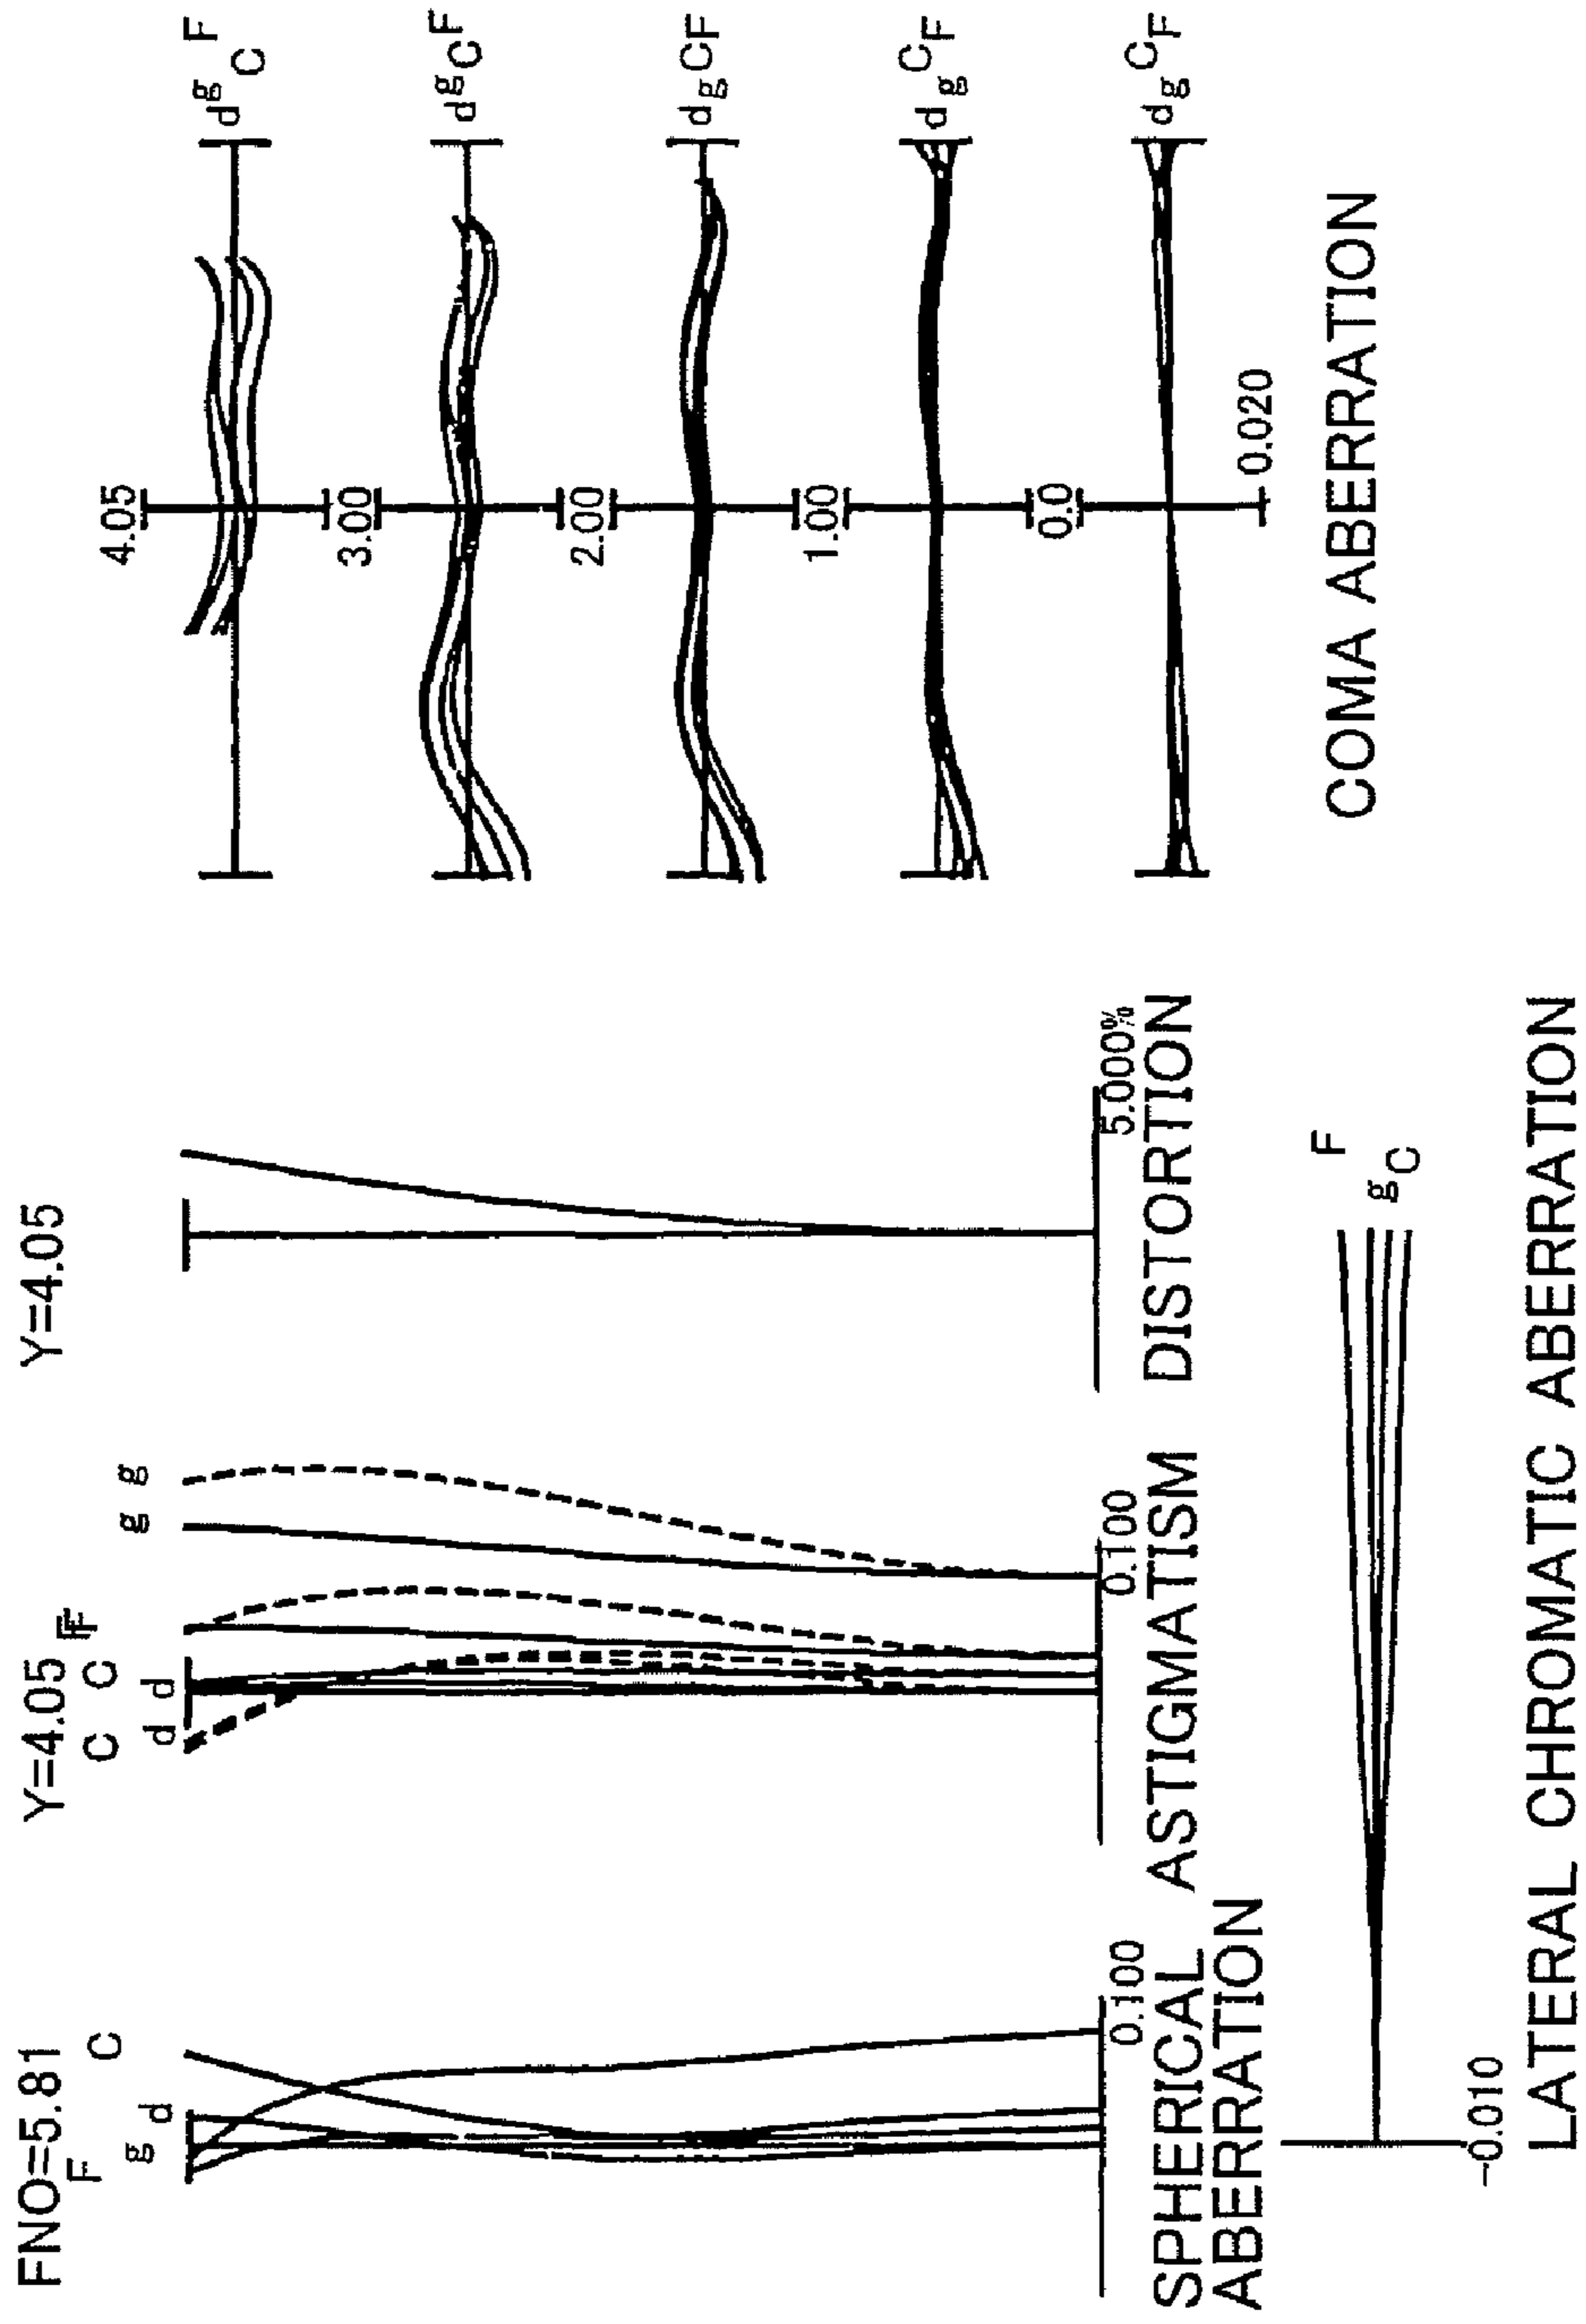 FNO=5.81
F
g
d
C
0.100
SPHERICAL
ABERRATION
Y=4.05
C
C
F
F
d
d
g
g
0.100
ASTIGMATISM
Y=4.05
5.000%
DISTORTION
4.05
d g C F
3.00
d g C F
2.00
d g C F
1.00
d g C F
0.0
d g C F
0.020
COMA ABERRATION
F
g
C
-0.010
LATERAL CHROMATIC ABERRATION